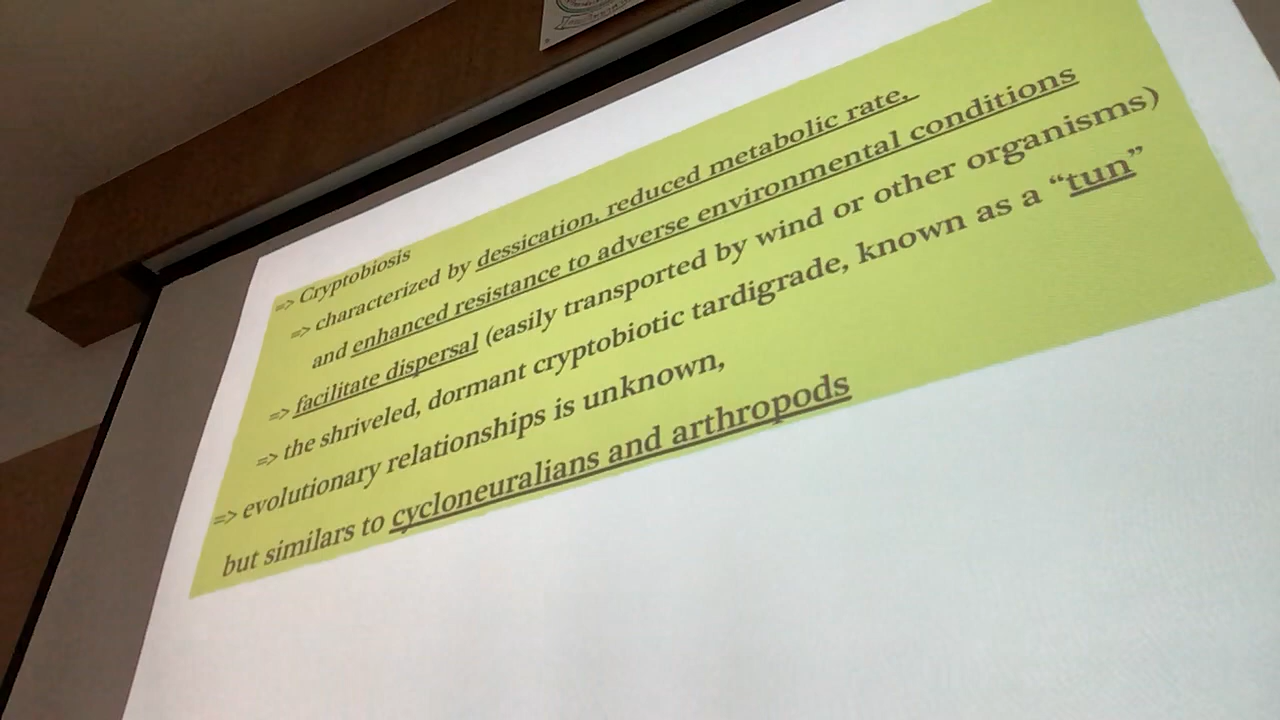 => Cryptobiosis
=> characterized by dessication, reduced metabolic rate,
and enhanced resistance to adverse environmental conditions
=> facilitate dispersal (easily transported by wind or other organisms)
=> the shriveled, dormant cryptobiotic tardigrade, known as a “tun”
=> evolutionary relationships is unknown,
but similars to cycloneuralians and arthropods